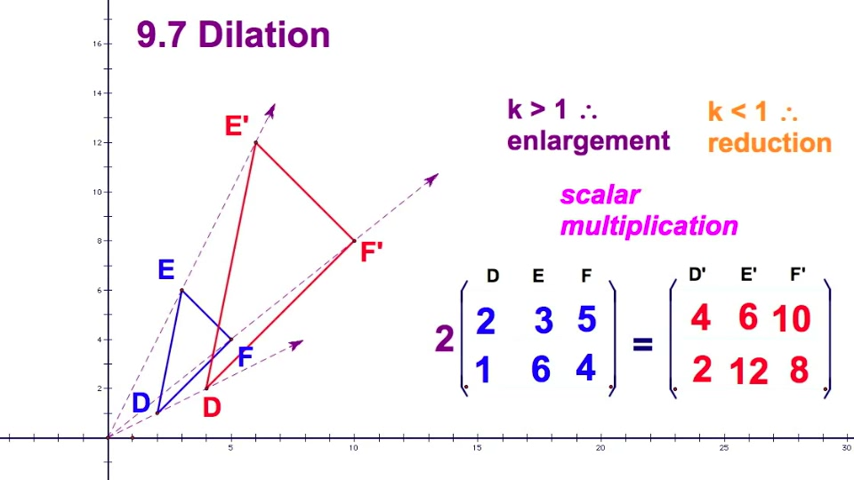 9.7 Dilation
k > 1 ∴
enlargement
k < 1 ∴
reduction
scalar
multiplication
E'
F'
E
F
D
D
D E F
2 ( 2 3 5
1 6 4 )
=
D' E' F'
( 4 6 10
2 12 8 )
16
14
12
10
8
6
4
2
5 10 15 20 25 30